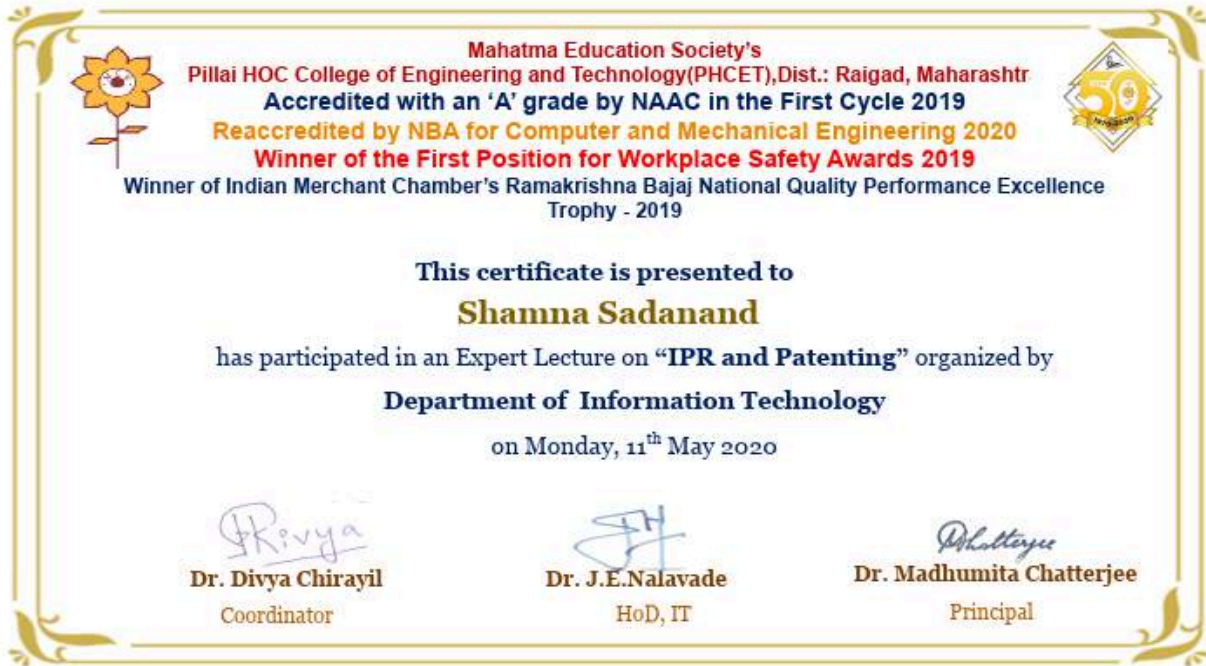 Mahatma Education Society's
Pillai HOC College of Engineering and Technology(PHCET),Dist.: Raigad, Maharashtr
Accredited with an 'A' grade by NAAC in the First Cycle 2019
Reaccredited by NBA for Computer and Mechanical Engineering 2020
Winner of the First Position for Workplace Safety Awards 2019
Winner of Indian Merchant Chamber's Ramakrishna Bajaj National Quality Performance Excellence
Trophy - 2019
50
1970-2020
This certificate is presented to
Shamna Sadanand
has participated in an Expert Lecture on “IPR and Patenting” organized by
Department of Information Technology
on Monday, 11th May 2020
Dr. Divya Chirayil
Dr. J.E.Nalavade
Dr. Madhumita Chatterjee
Coordinator
HoD, IT
Principal